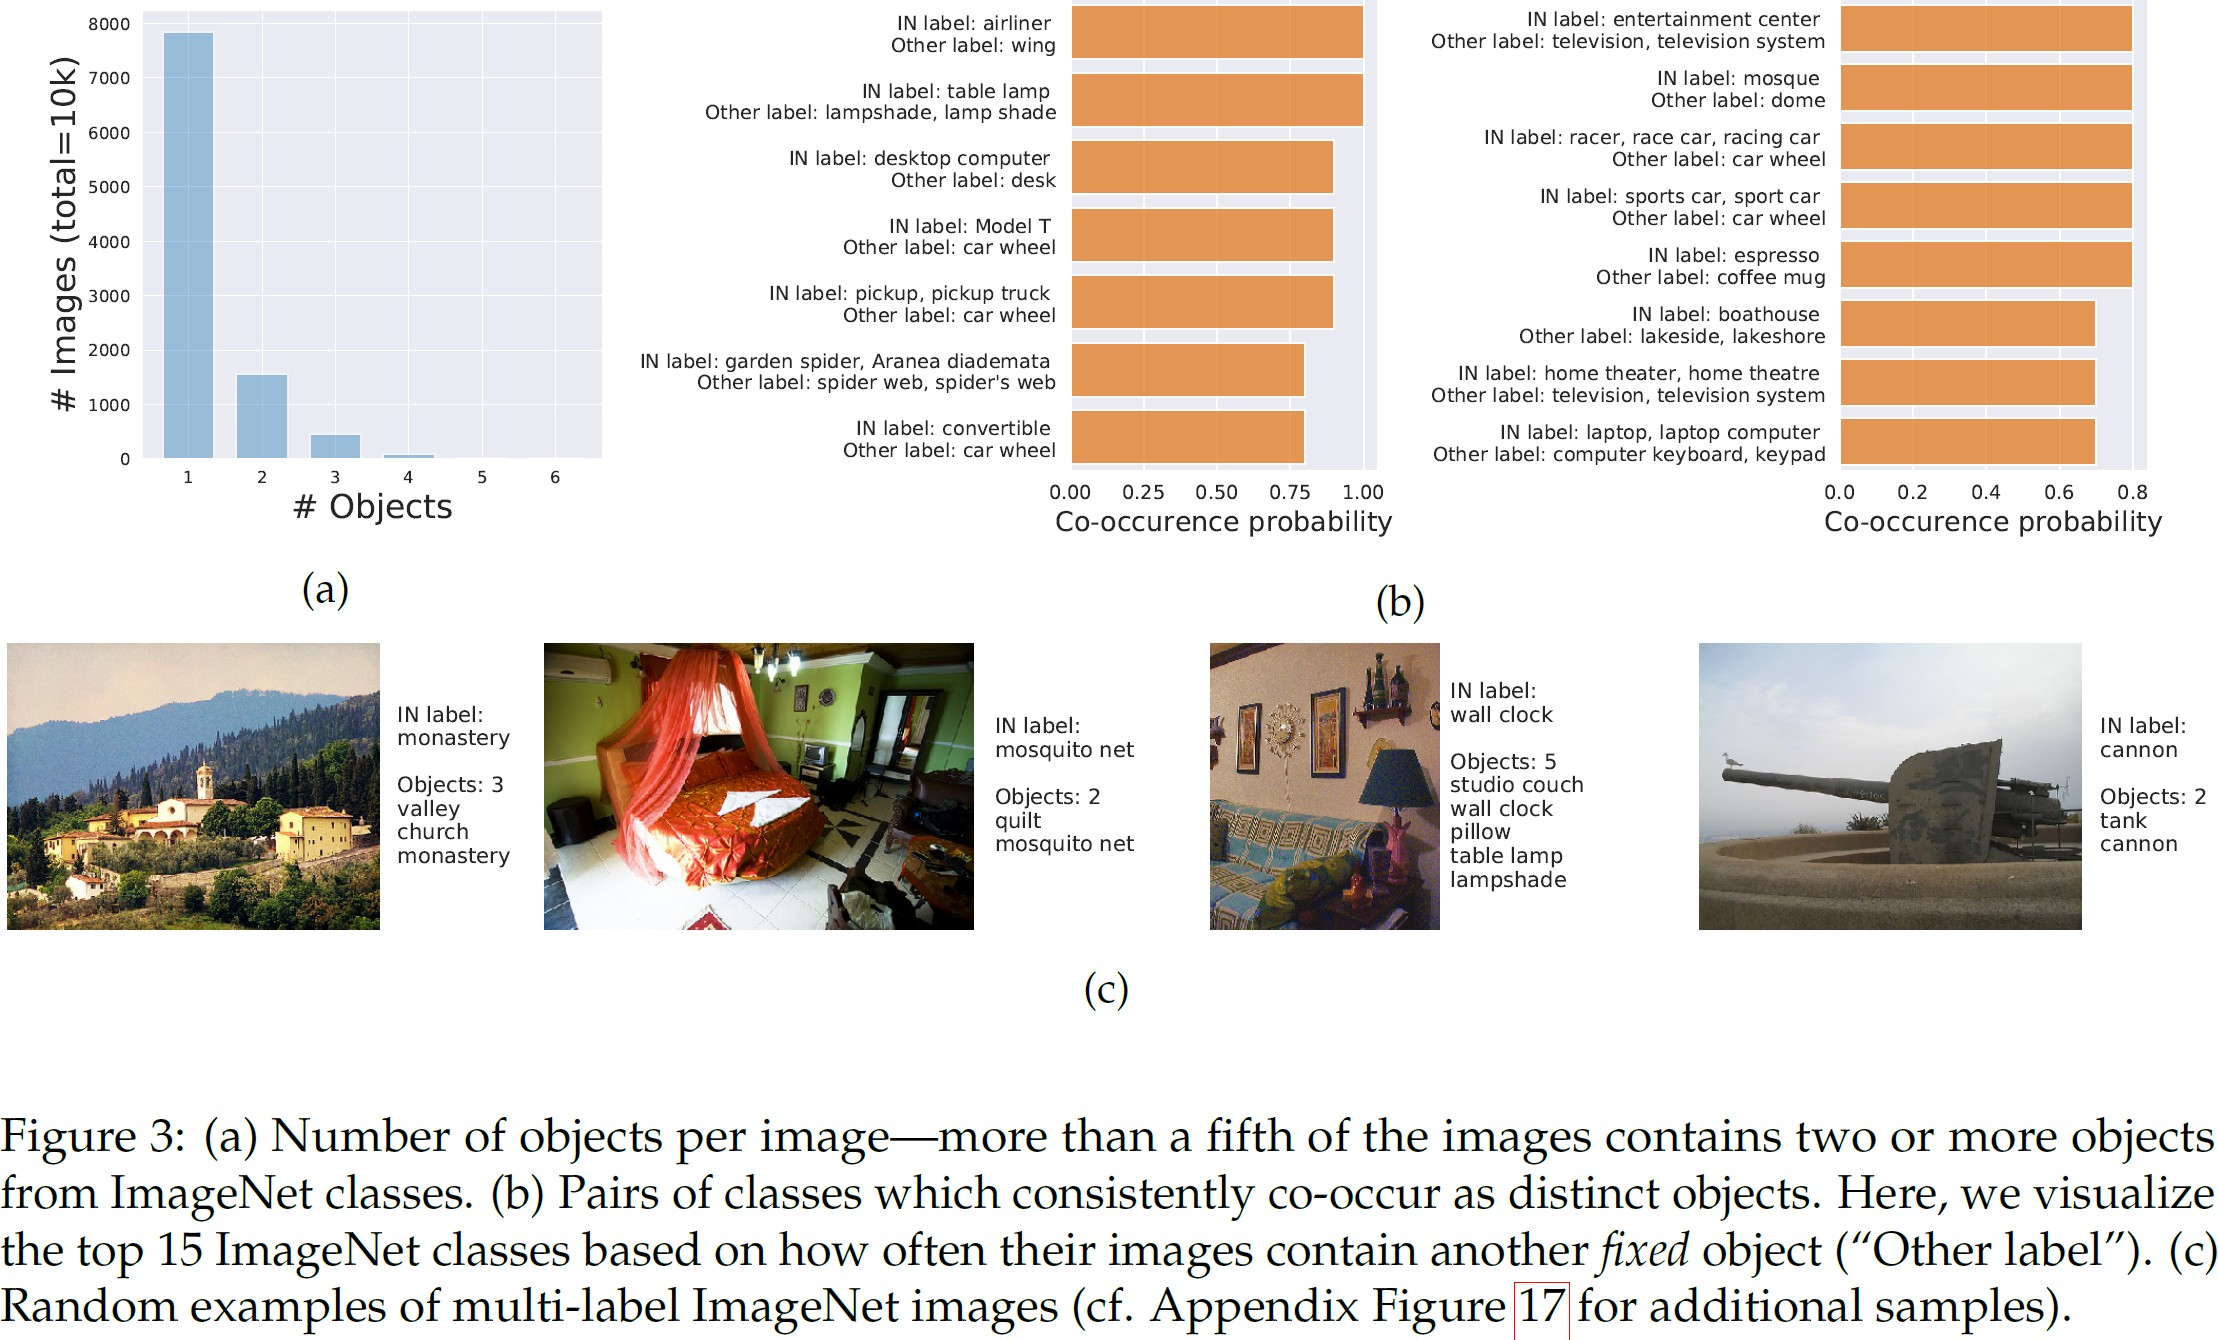 8000
7000
6000
5000
4000
3000
2000
1000
0
# Images (total=10k)
1 2 3 4 5 6
# Objects
(a)
IN label: airliner
Other label: wing
IN label: table lamp
Other label: lampshade, lamp shade
IN label: desktop computer
Other label: desk
IN label: Model T
Other label: car wheel
IN label: pickup, pickup truck
Other label: car wheel
IN label: garden spider, Aranea diademata
Other label: spider web, spider's web
IN label: convertible
Other label: car wheel
0.00 0.25 0.50 0.75 1.00
Co-occurence probability
IN label: entertainment center
Other label: television, television system
IN label: mosque
Other label: dome
IN label: racer, race car, racing car
Other label: car wheel
IN label: sports car, sport car
Other label: car wheel
IN label: espresso
Other label: coffee mug
IN label: boathouse
Other label: lakeside, lakeshore
IN label: home theater, home theatre
Other label: television, television system
IN label: laptop, laptop computer
Other label: computer keyboard, keypad
0.0 0.2 0.4 0.6 0.8
Co-occurence probability
(b)
IN label:
monastery
Objects: 3
valley
church
monastery
IN label:
mosquito net
Objects: 2
quilt
mosquito net
IN label:
wall clock
Objects: 5
studio couch
wall clock
pillow
table lamp
lampshade
IN label:
cannon
Objects: 2
tank
cannon
(c)
Figure 3: (a) Number of objects per image—more than a fifth of the images contains two or more objects
from ImageNet classes. (b) Pairs of classes which consistently co-occur as distinct objects. Here, we visualize
the top 15 ImageNet classes based on how often their images contain another fixed object (“Other label”). (c)
Random examples of multi-label ImageNet images (cf. Appendix Figure 17 for additional samples).